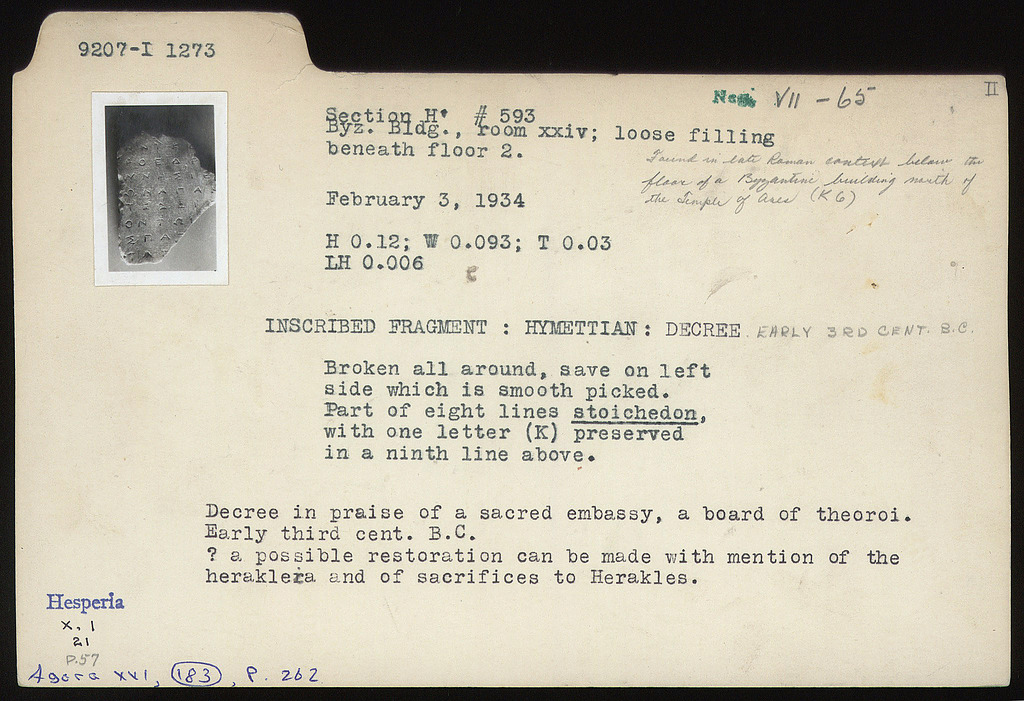 9207-I 1273
II
Neg. VII - 65
Section H' # 593
Byz. Bldg., room xxiv; loose filling
beneath floor 2.
Found in late Roman context below the
floor of a Byzantine building north of
the Temple of Ares (K 6)
February 3, 1934
H 0.12; W 0.093; T 0.03
LH 0.006
INSCRIBED FRAGMENT : HYMETTIAN : DECREE. EARLY 3RD CENT. B.C.
Broken all around, save on left
side which is smooth picked.
Part of eight lines stoichedon,
with one letter (K) preserved
in a ninth line above.
Decree in praise of a sacred embassy, a board of theoroi.
Early third cent. B.C.
? a possible restoration can be made with mention of the
herakleia and of sacrifices to Herakles.
Hesperia
X. 1
21
P.57
Agora XVI, 183, P. 262